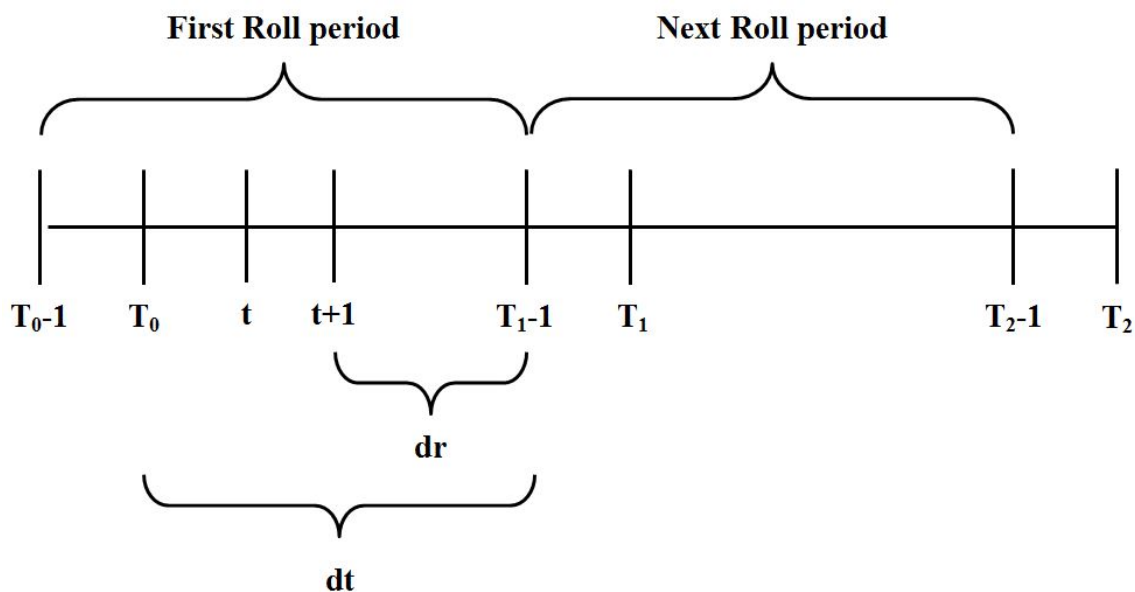 First Roll period Next Roll period
T₀-1 T₀ t t+1 T₁-1 T₁ T₂-1 T₂
dr
dt